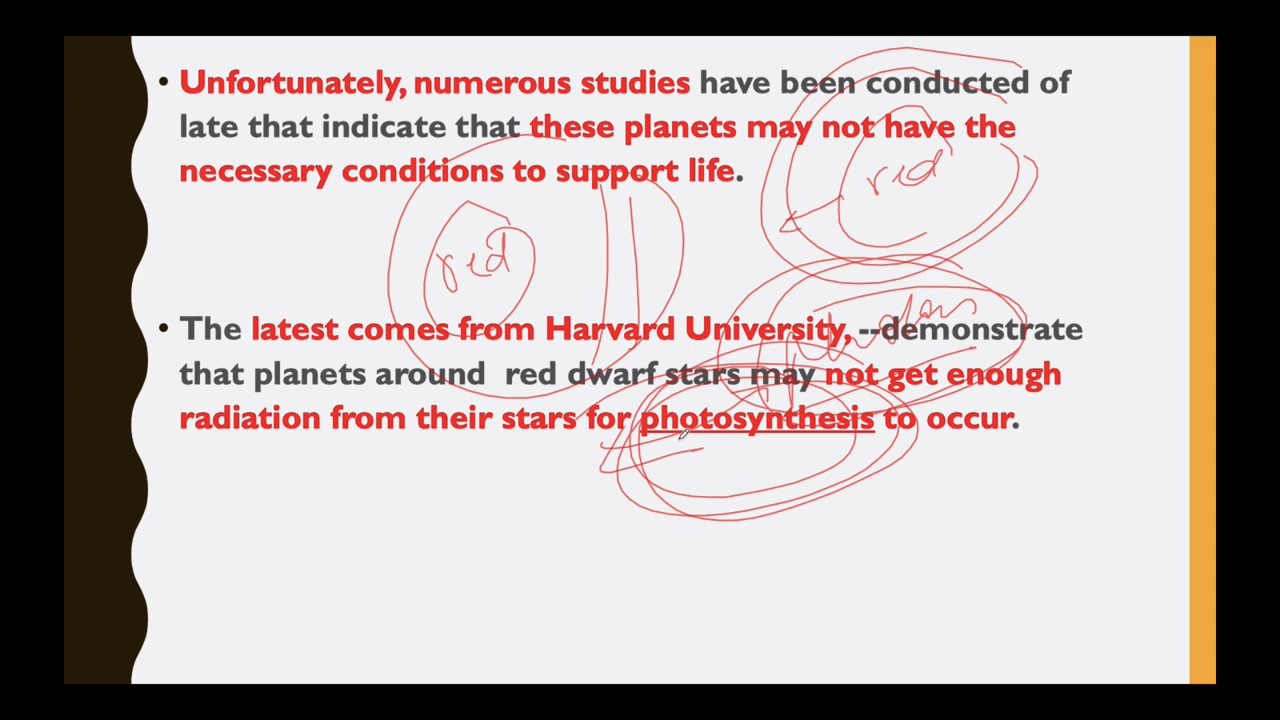 • Unfortunately, numerous studies have been conducted of
late that indicate that these planets may not have the
necessary conditions to support life.
red
red
• The latest comes from Harvard University, --demonstrate
that planets around red dwarf stars may not get enough
radiation from their stars for photosynthesis to occur.